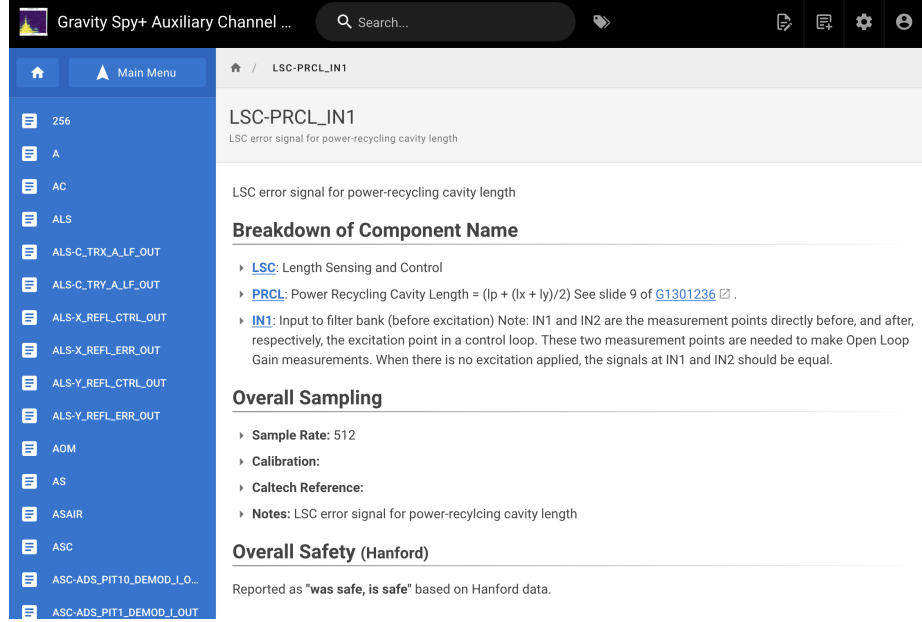 Gravity Spy+ Auxiliary Channel ...
Search...
Main Menu
LSC-PRCL_IN1
256
A
AC
ALS
ALS-C_TRX_A_LF_OUT
ALS-C_TRY_A_LF_OUT
ALS-X_REFL_CTRL_OUT
ALS-X_REFL_ERR_OUT
ALS-Y_REFL_CTRL_OUT
ALS-Y_REFL_ERR_OUT
AOM
AS
ASAIR
ASC
ASC-ADS_PIT10_DEMOD_I_O...
ASC-ADS_PIT1_DEMOD_I_OUT
/ LSC-PRCL_IN1
LSC error signal for power-recycling cavity length
LSC error signal for power-recycling cavity length
Breakdown of Component Name
LSC: Length Sensing and Control
PRCL: Power Recycling Cavity Length = (lp + (lx + ly)/2) See slide 9 of G1301236 .
IN1: Input to filter bank (before excitation) Note: IN1 and IN2 are the measurement points directly before, and after,
respectively, the excitation point in a control loop. These two measurement points are needed to make Open Loop
Gain measurements. When there is no excitation applied, the signals at IN1 and IN2 should be equal.
Overall Sampling
Sample Rate: 512
Calibration:
Caltech Reference:
Notes: LSC error signal for power-recylcing cavity length
Overall Safety (Hanford)
Reported as "was safe, is safe" based on Hanford data.